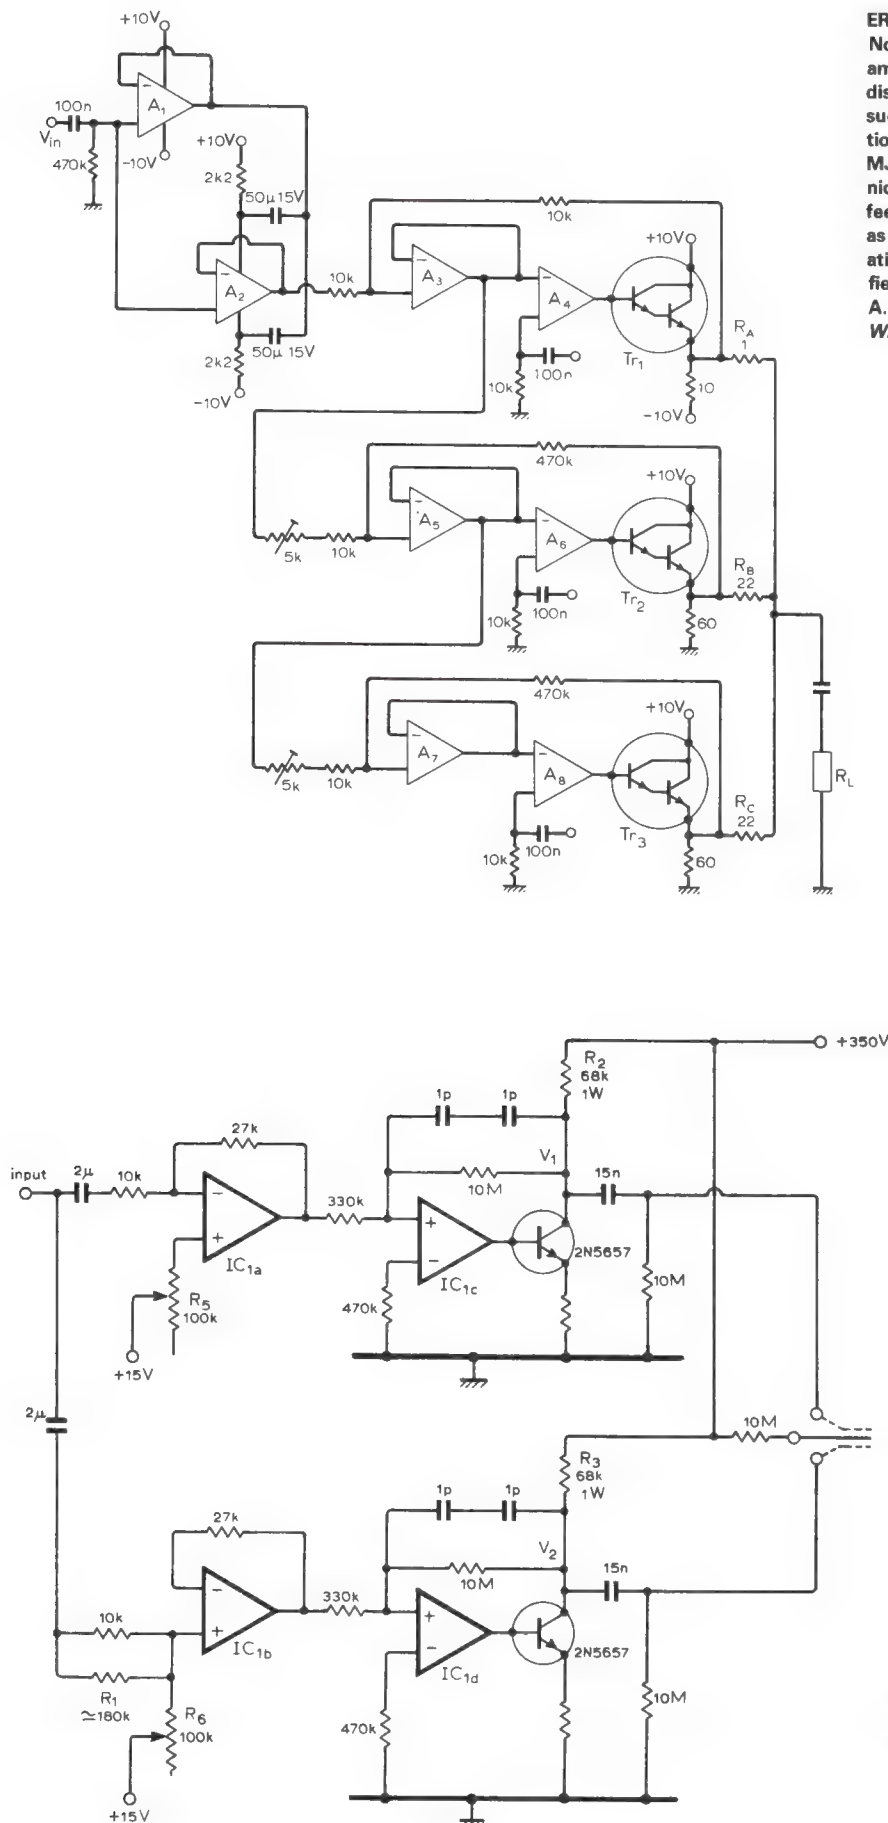 ER
No
am
dis
su
tio
MJ
nic
fee
as
ati
fie
A.
W.
+10V
A1
100n
Vin
470k
-10V
+10V
2k2
50µ 15V
A2
50µ 15V
2k2
-10V
10k
10k
A3
A4
+10V
Tr1
RA
1
10k
100n
10
-10V
470k
5k
10k
A5
A6
+10V
Tr2
RB
22
10k
100n
60
470k
5k
10k
A7
A8
+10V
Tr3
RC
22
10k
100n
60
RL
+350V
R2
68k
1W
1p
1p
27k
input
2µ
10k
−
+
IC1a
330k
10M
V1
15n
+
−
IC1c
2N5657
10M
R5
100k
+15V
470k
2µ
10M
R3
68k
1W
1p
1p
27k
−
+
IC1b
330k
10M
V2
15n
+
−
IC1d
2N5657
10M
10k
R1
≃180k
R6
100k
+15V
470k